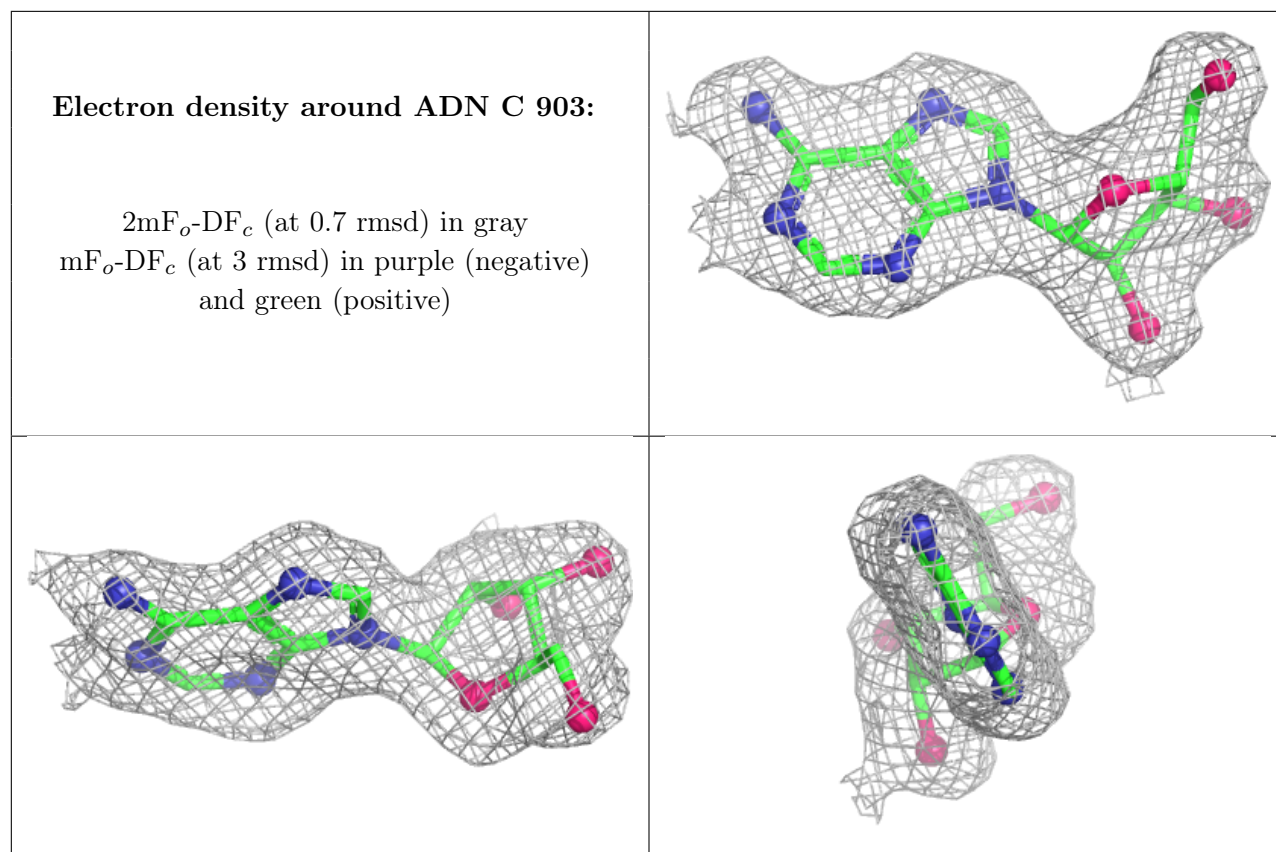 Electron density around ADN C 903:
2mFo-DFc (at 0.7 rmsd) in gray
mFo-DFc (at 3 rmsd) in purple (negative)
and green (positive)